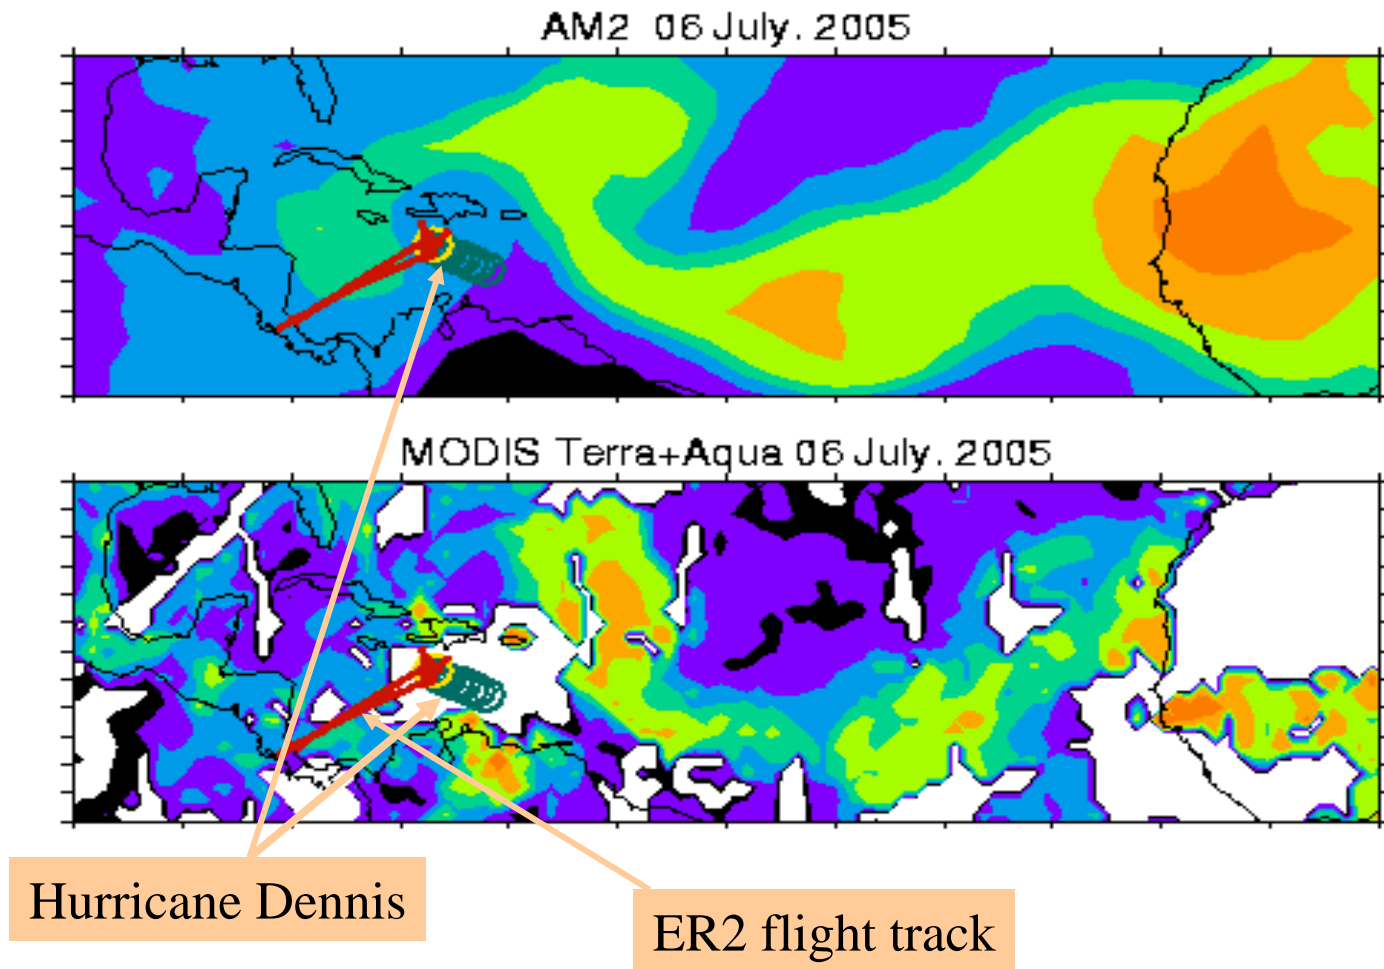 AM2 06 July. 2005
MODIS Terra+Aqua 06 July. 2005
Hurricane Dennis
ER2 flight track